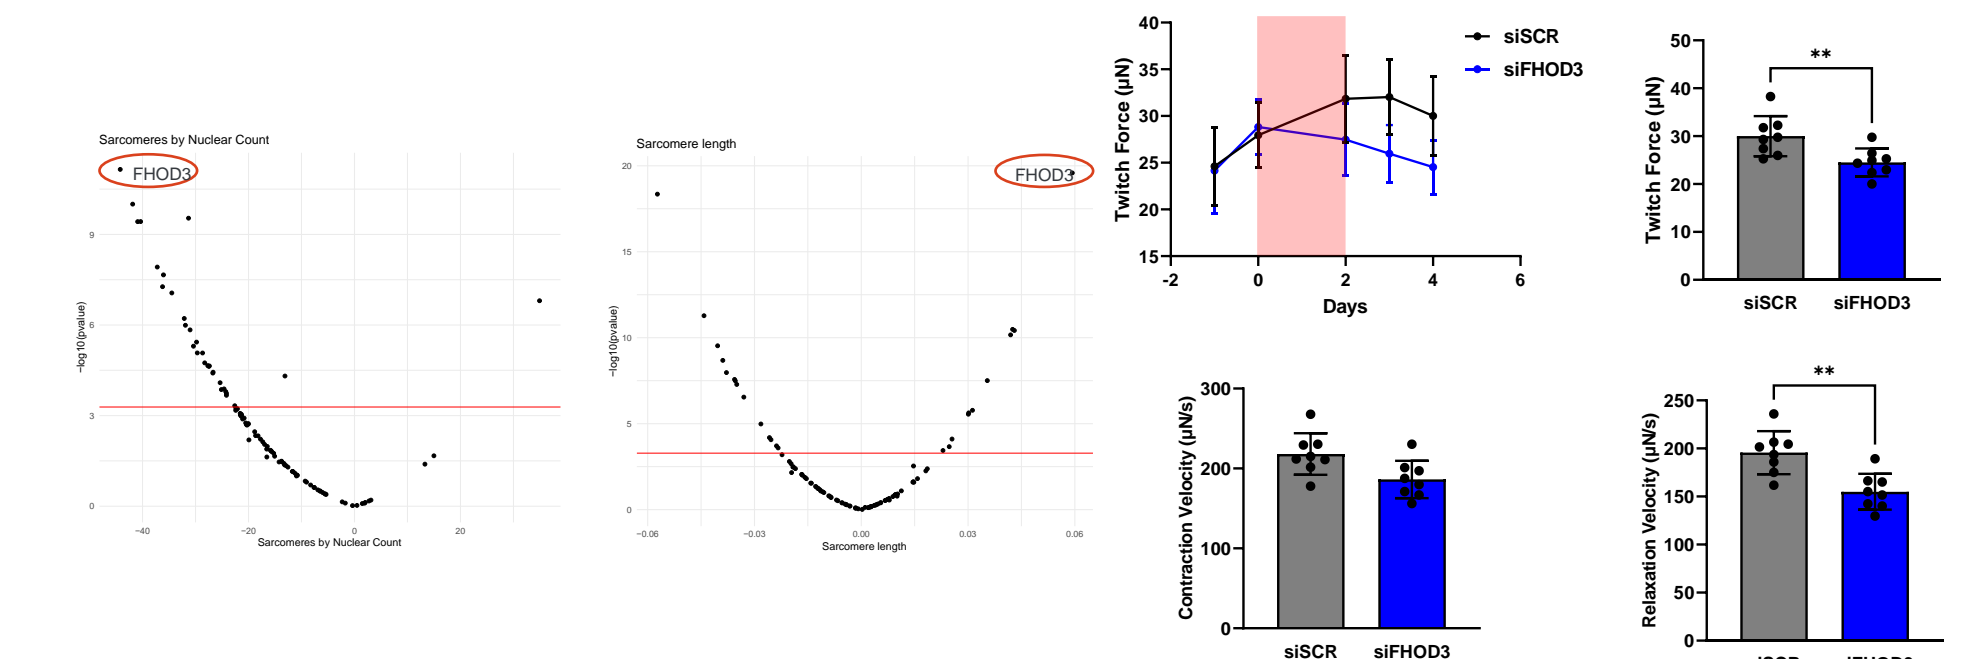 Sarcomeres by Nuclear Count
FHOD3
−log10(pvalue)
9
6
3
0
−40
−20
0
20
Sarcomeres by Nuclear Count
Sarcomere length
FHOD3
−log10(pvalue)
20
15
10
5
0
−0.06
−0.03
0.00
0.03
0.06
Sarcomere length
Twitch Force (µN)
40
35
30
25
20
15
-2
0
2
4
6
Days
siSCR
siFHOD3
Twitch Force (µN)
50
40
30
20
10
0
**
siSCR
siFHOD3
Contraction Velocity (µN/s)
300
200
100
0
siSCR
siFHOD3
Relaxation Velocity (µN/s)
250
200
150
100
50
0
**